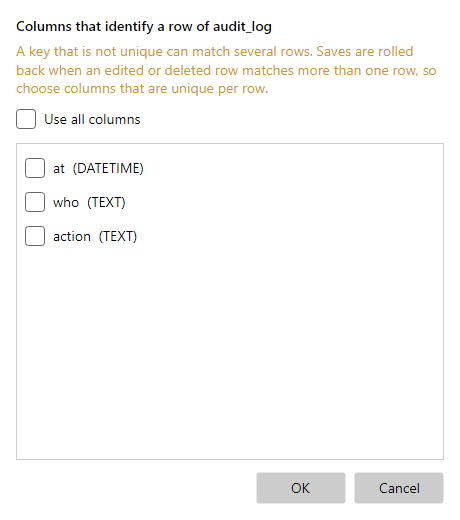 Columns that identify a row of audit_log
A key that is not unique can match several rows. Saves are rolled
back when an edited or deleted row matches more than one row, so
choose columns that are unique per row.
Use all columns
at (DATETIME)
who (TEXT)
action (TEXT)
OK
Cancel